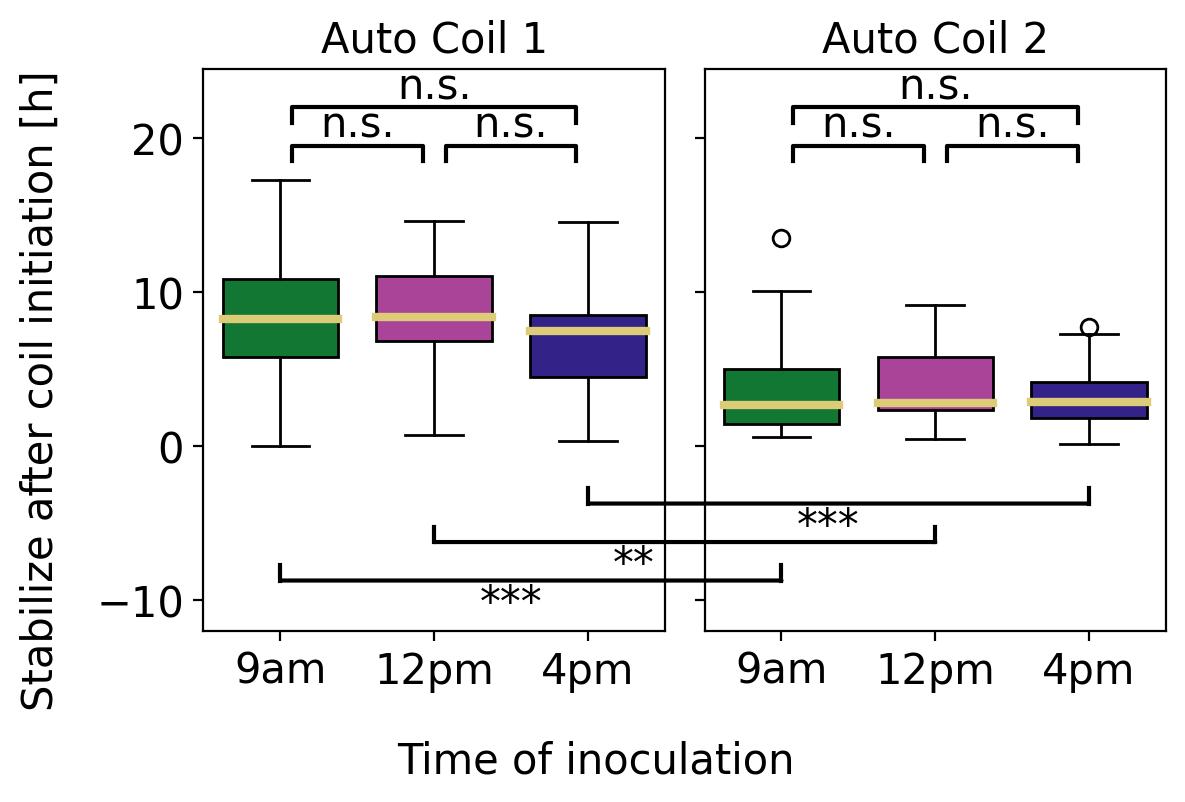 Auto Coil 1
Auto Coil 2
n.s.
n.s.
n.s. n.s.
n.s. n.s.
Stabilize after coil initiation [h]
20
10
0
−10
***
**
***
9am 12pm 4pm
9am 12pm 4pm
Time of inoculation